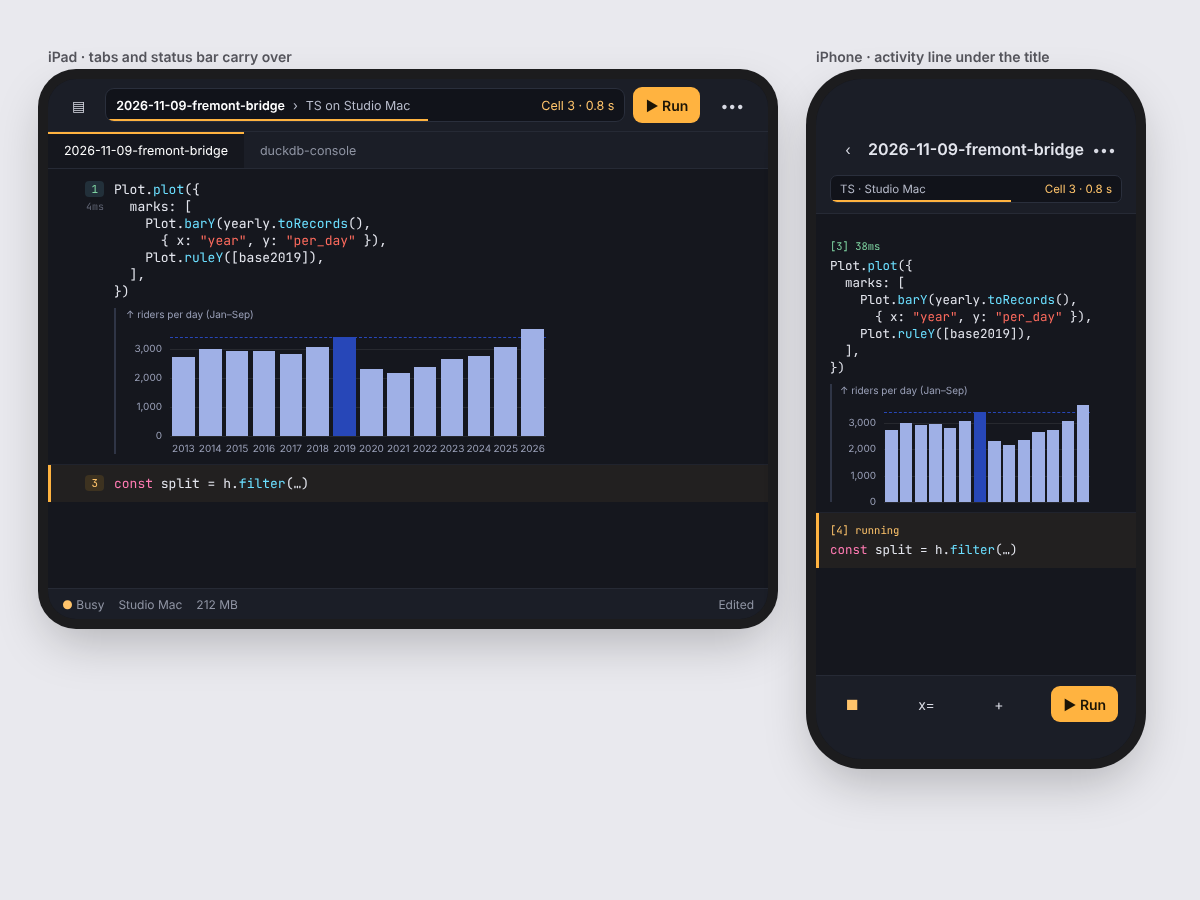 iPad · tabs and status bar carry over
2026-11-09-fremont-bridge › TS on Studio Mac
Cell 3 · 0.8 s
▶ Run
•••
2026-11-09-fremont-bridge
duckdb-console
1
4ms
Plot.plot({
marks: [
Plot.barY(yearly.toRecords(),
{ x: "year", y: "per_day" }),
Plot.ruleY([base2019]),
],
})
↑ riders per day (Jan–Sep)
3,000
2,000
1,000
0
2013 2014 2015 2016 2017 2018 2019 2020 2021 2022 2023 2024 2025 2026
3
const split = h.filter(…)
Busy
Studio Mac
212 MB
Edited
iPhone · activity line under the title
‹ 2026-11-09-fremont-bridge •••
TS · Studio Mac
Cell 3 · 0.8 s
[3] 38ms
Plot.plot({
marks: [
Plot.barY(yearly.toRecords(),
{ x: "year", y: "per_day" }),
Plot.ruleY([base2019]),
],
})
↑ riders per day (Jan–Sep)
3,000
2,000
1,000
0
[4] running
const split = h.filter(…)
x=
+
▶ Run